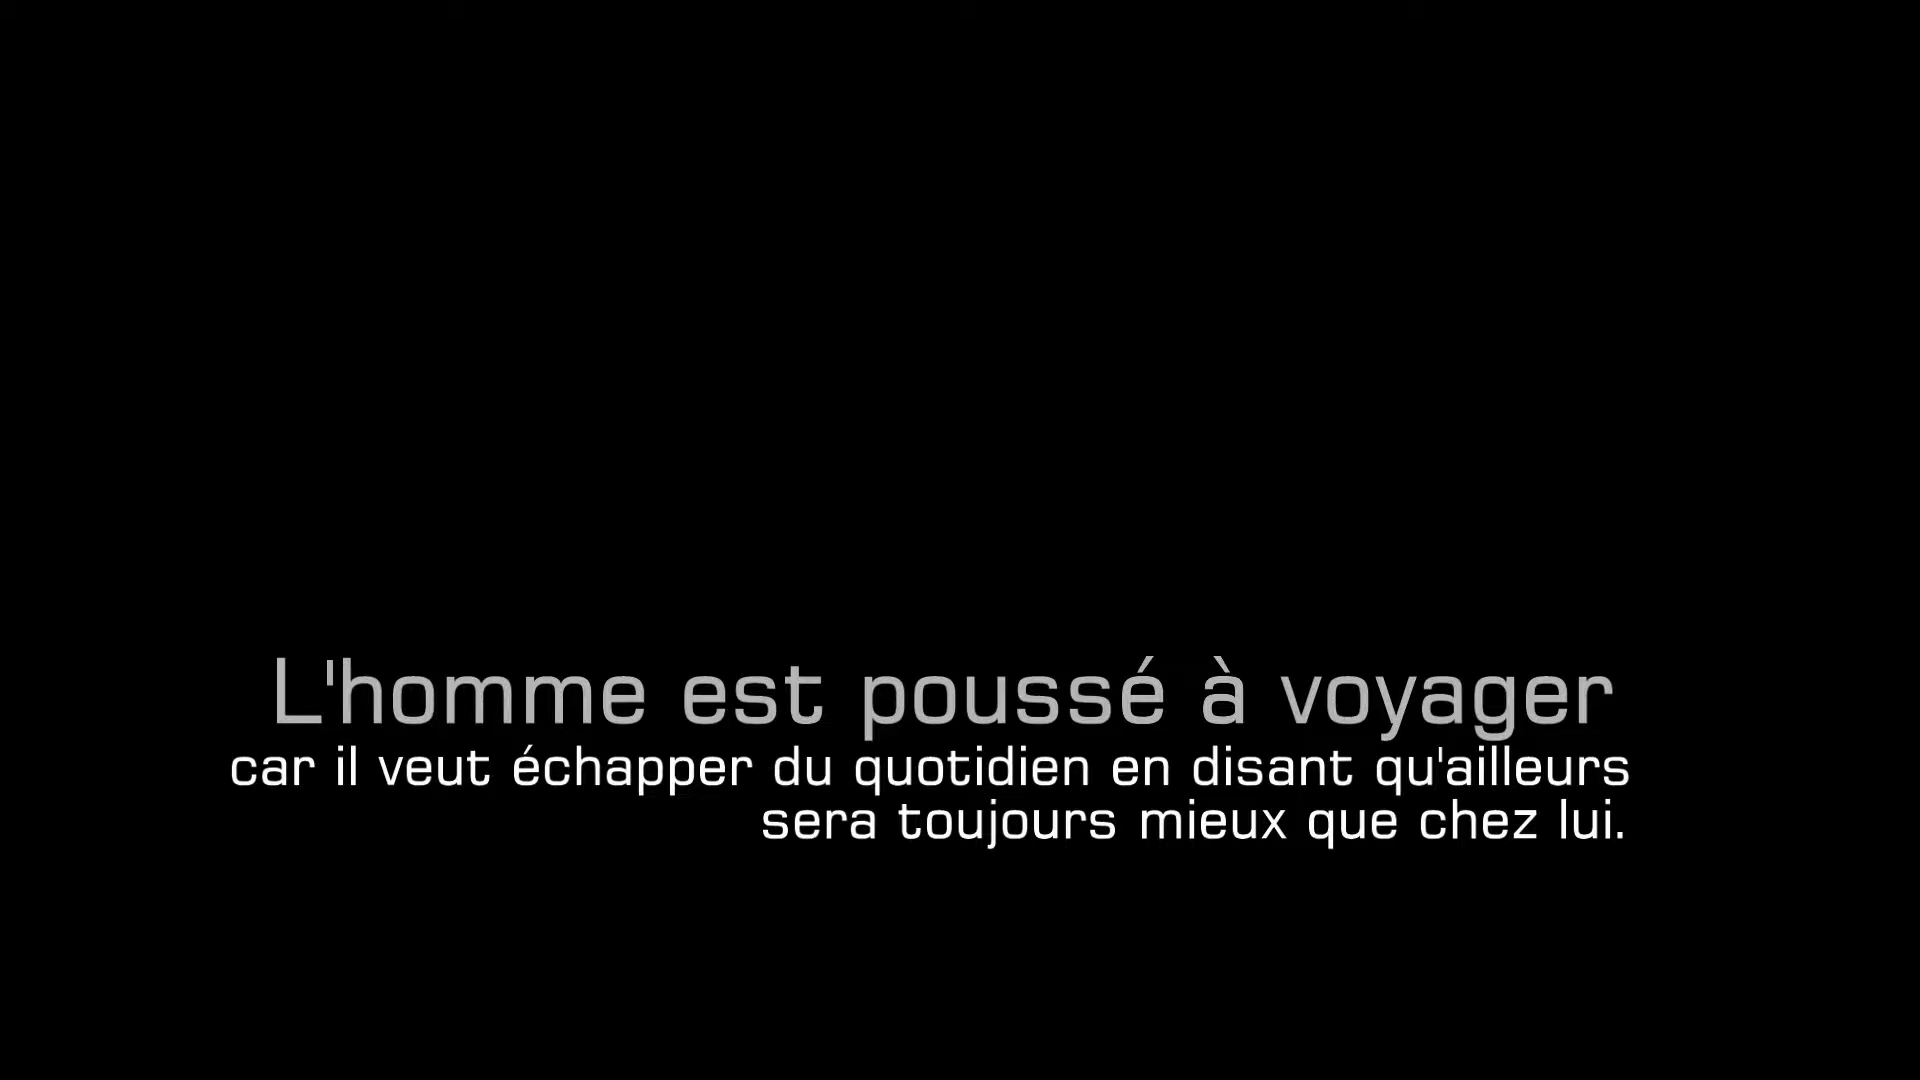 L'homme est poussé à voyager
car il veut échapper du quotidien en disant qu'ailleurs
sera toujours mieux que chez lui.